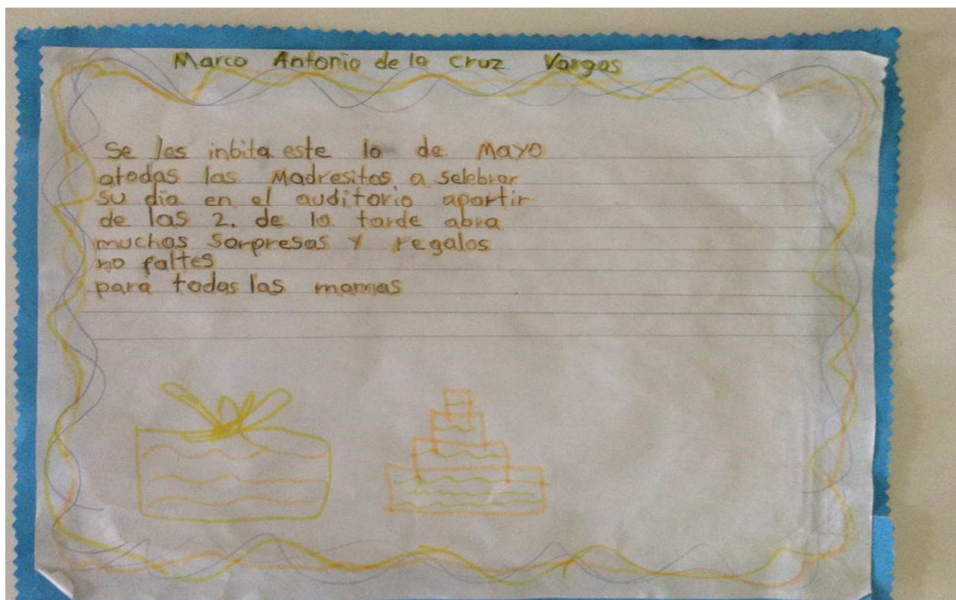 Marco Antonio de la cruz Vargas
se les inbita este 10 de Mayo
atodas las Madresitas a selebrar
su dia en el auditorio apartir
de las 2. de la tarde abra
muchas sorpresas y regalos
no faltes
para todas las mamas